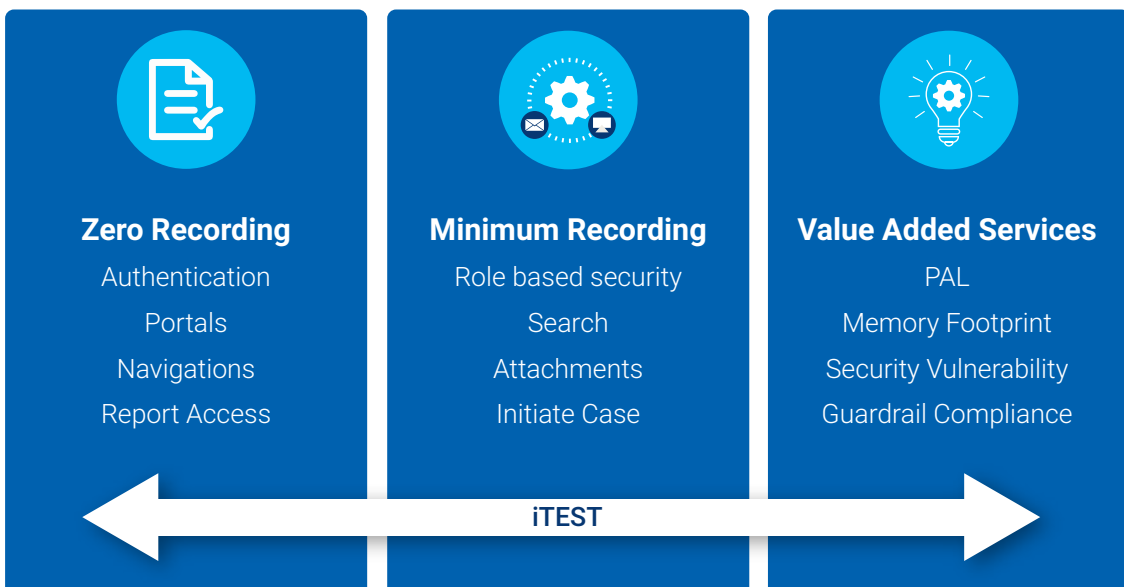 Zero Recording
Authentication
Portals
Navigations
Report Access
Minimum Recording
Role based security
Search
Attachments
Initiate Case
Value Added Services
PAL
Memory Footprint
Security Vulnerability
Guardrail Compliance
iTEST